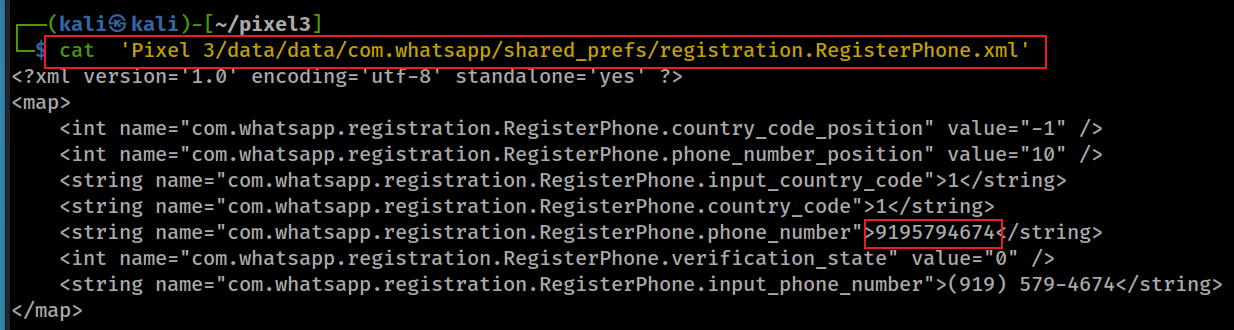 (kali㉿kali)-[~/pixel3]
$ cat  'Pixel 3/data/data/com.whatsapp/shared_prefs/registration.RegisterPhone.xml'
<?xml version='1.0' encoding='utf-8' standalone='yes' ?>
<map>
    <int name="com.whatsapp.registration.RegisterPhone.country_code_position" value="-1" />
    <int name="com.whatsapp.registration.RegisterPhone.phone_number_position" value="10" />
    <string name="com.whatsapp.registration.RegisterPhone.input_country_code">1</string>
    <string name="com.whatsapp.registration.RegisterPhone.country_code">1</string>
    <string name="com.whatsapp.registration.RegisterPhone.phone_number">9195794674</string>
    <int name="com.whatsapp.registration.RegisterPhone.verification_state" value="0" />
    <string name="com.whatsapp.registration.RegisterPhone.input_phone_number">(919) 579-4674</string>
</map>